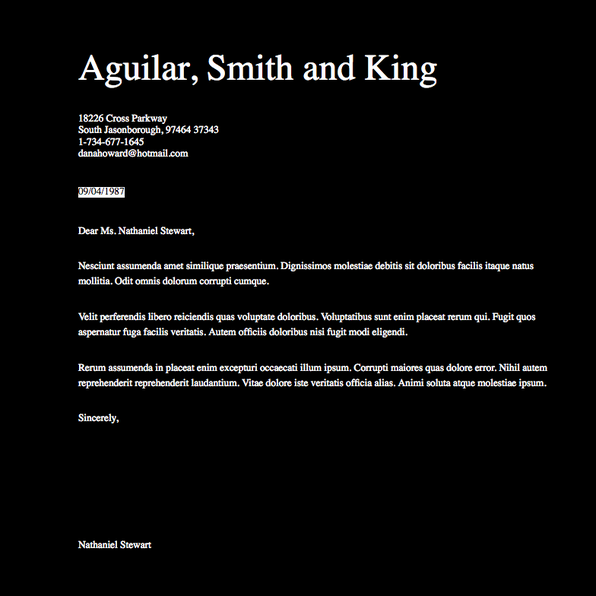 Aguilar, Smith and King
18226 Cross Parkway
South Jasonborough, 97464 37343
1-734-677-1645
danahoward@hotmail.com
09/04/1987
Dear Ms. Nathaniel Stewart,
Nesciunt assumenda amet similique praesentium. Dignissimos molestiae debitis sit doloribus facilis itaque natus
mollitia. Odit omnis dolorum corrupti cumque.
Velit perferendis libero reiciendis quas voluptate doloribus. Voluptatibus sunt enim placeat rerum qui. Fugit quos
aspernatur fuga facilis veritatis. Autem officiis doloribus nisi fugit modi eligendi.
Rerum assumenda in placeat enim excepturi occaecati illum ipsum. Corrupti maiores quas dolore error. Nihil autem
reprehenderit reprehenderit laudantium. Vitae dolore iste veritatis officia alias. Animi soluta atque molestiae ipsum.
Sincerely,
Nathaniel Stewart